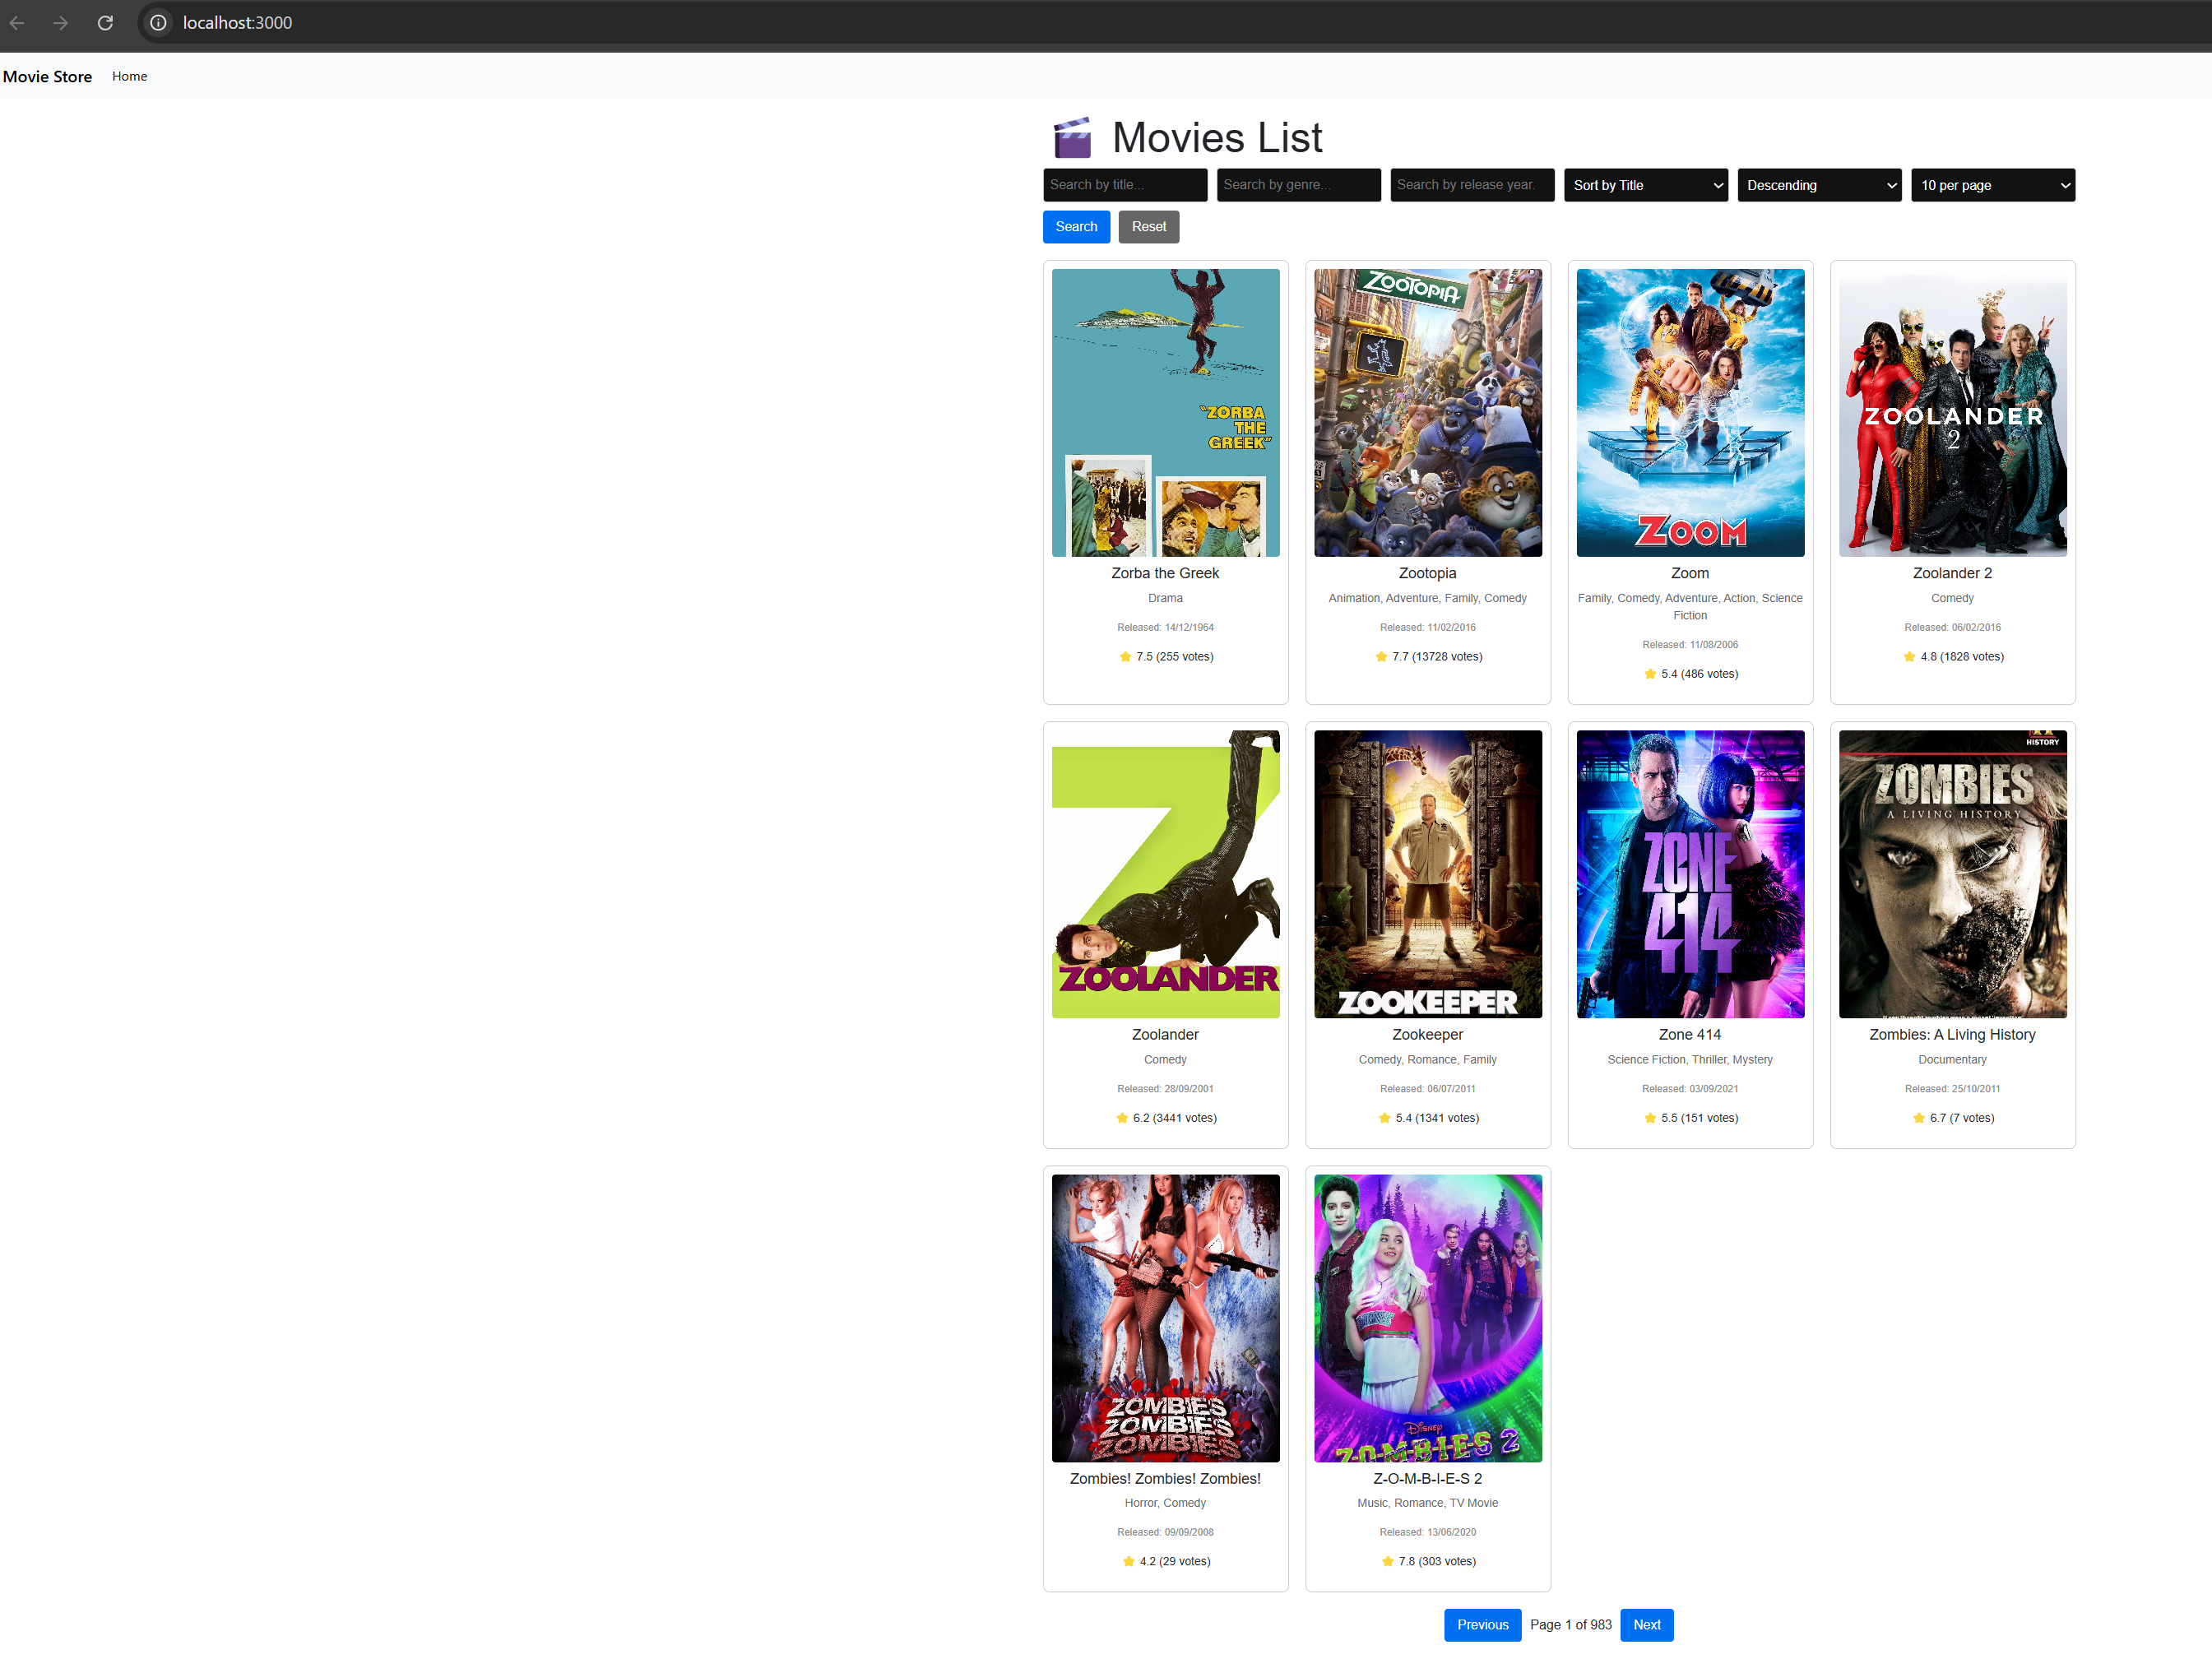 localhost:3000
Movie Store Home
Movies List
Search by title... Search by genre... Search by release year. Sort by Title Descending 10 per page
Search Reset
"ZORBA
THE
GREEK"
ZOOTOPIA
ZOOM
ZOOLANDER
2
Zorba the Greek
Drama
Released: 14/12/1964
7.5 (255 votes)
Zootopia
Animation, Adventure, Family, Comedy
Released: 11/02/2016
7.7 (13728 votes)
Zoom
Family, Comedy, Adventure, Action, Science
Fiction
Released: 11/08/2006
5.4 (486 votes)
Zoolander 2
Comedy
Released: 06/02/2016
4.8 (1828 votes)
ZOOLANDER
Zoolander
Comedy
Released: 28/09/2001
6.2 (3441 votes)
ZOOKEEPER
Zookeeper
Comedy, Romance, Family
Released: 06/07/2011
5.4 (1341 votes)
ZONE
414
Zone 414
Science Fiction, Thriller, Mystery
Released: 03/09/2021
5.5 (151 votes)
HISTORY
ZOMBIES
A LIVING HISTORY
Zombies: A Living History
Documentary
Released: 25/10/2011
6.7 (7 votes)
ZOMBIES
ZOMBIES
ZOMBIES
Zombies! Zombies! Zombies!
Horror, Comedy
Released: 09/09/2008
4.2 (29 votes)
Disney
Z-O-M-B-I-E-S 2
Z-O-M-B-I-E-S 2
Music, Romance, TV Movie
Released: 13/06/2020
7.8 (303 votes)
Previous Page 1 of 983 Next